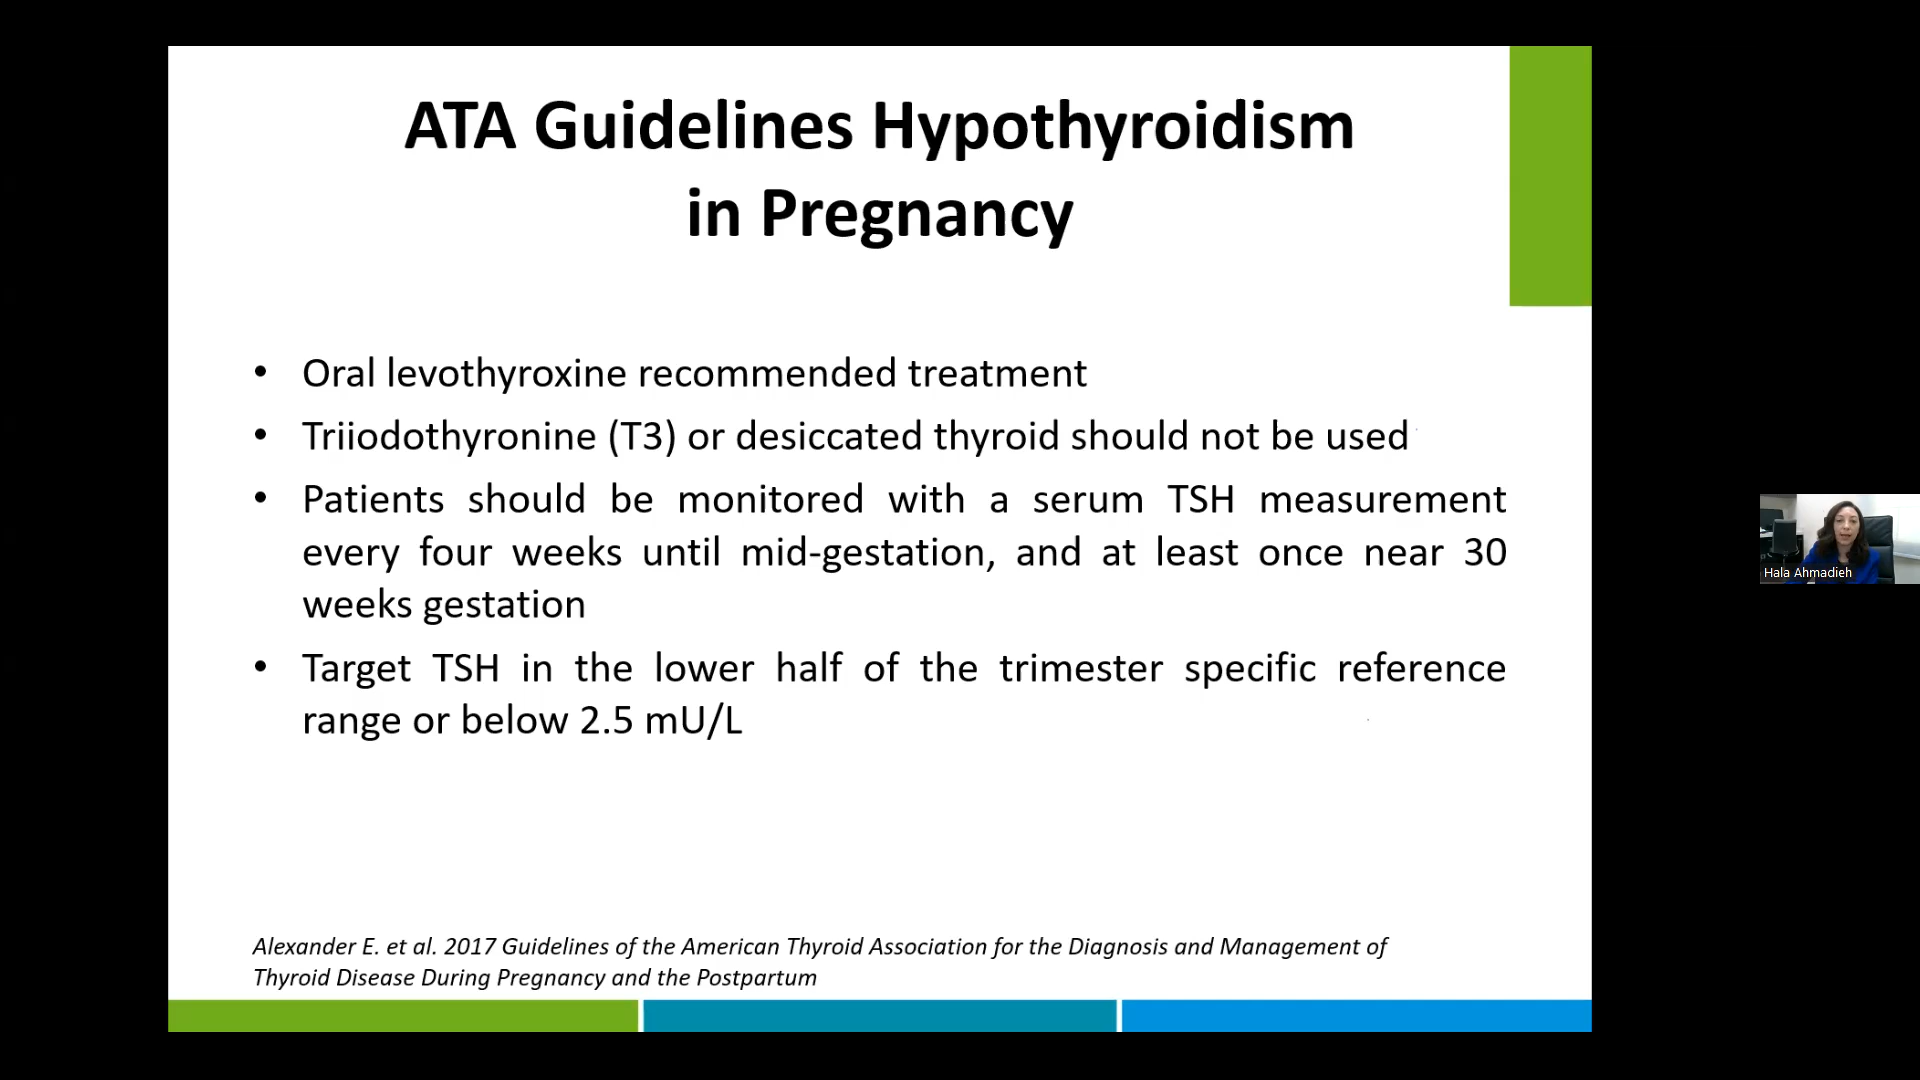 ATA Guidelines Hypothyroidism
in Pregnancy
• Oral levothyroxine recommended treatment
• Triiodothyronine (T3) or desiccated thyroid should not be used
• Patients should be monitored with a serum TSH measurement
every four weeks until mid-gestation, and at least once near 30
weeks gestation
• Target TSH in the lower half of the trimester specific reference
range or below 2.5 mU/L
Hala Ahmadieh
Alexander E. et al. 2017 Guidelines of the American Thyroid Association for the Diagnosis and Management of
Thyroid Disease During Pregnancy and the Postpartum